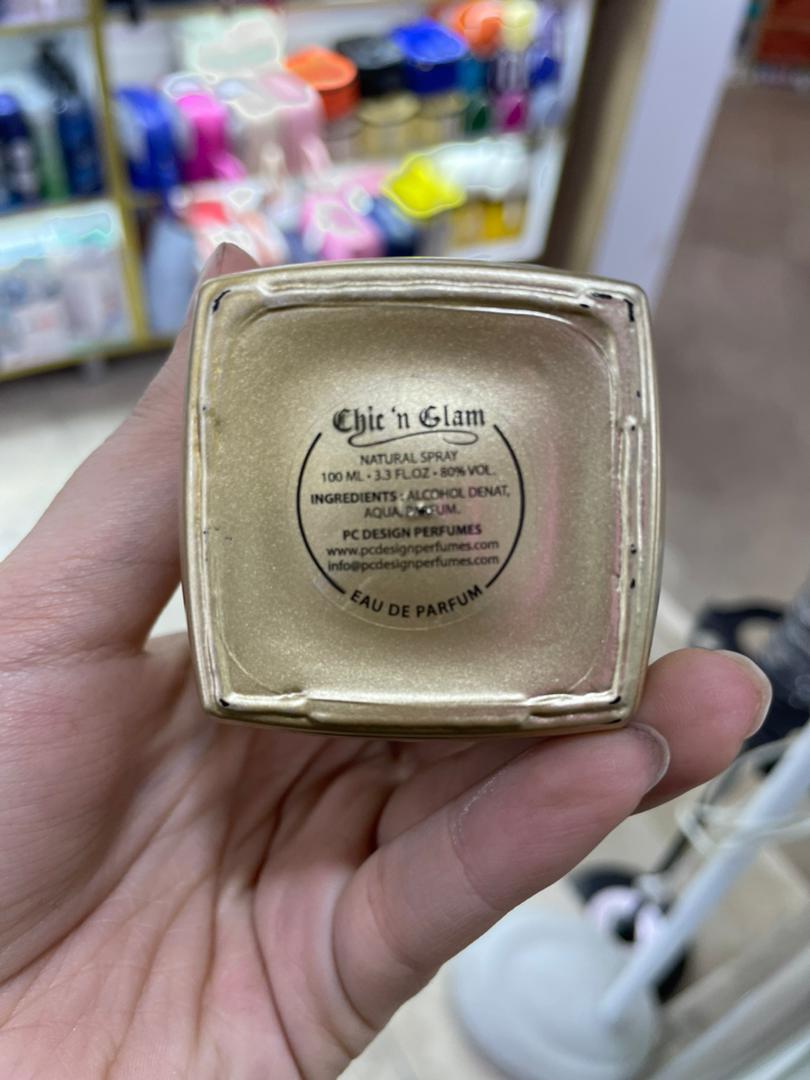 Chic 'n Glam
NATURAL SPRAY
100 ML • 3.3 FL.OZ • 80% VOL.
INGREDIENTS : ALCOHOL DENAT,
AQUA, PARFUM.
PC DESIGN PERFUMES
www.pcdesignperfumes.com
info@pcdesignperfumes.com
EAU DE PARFUM